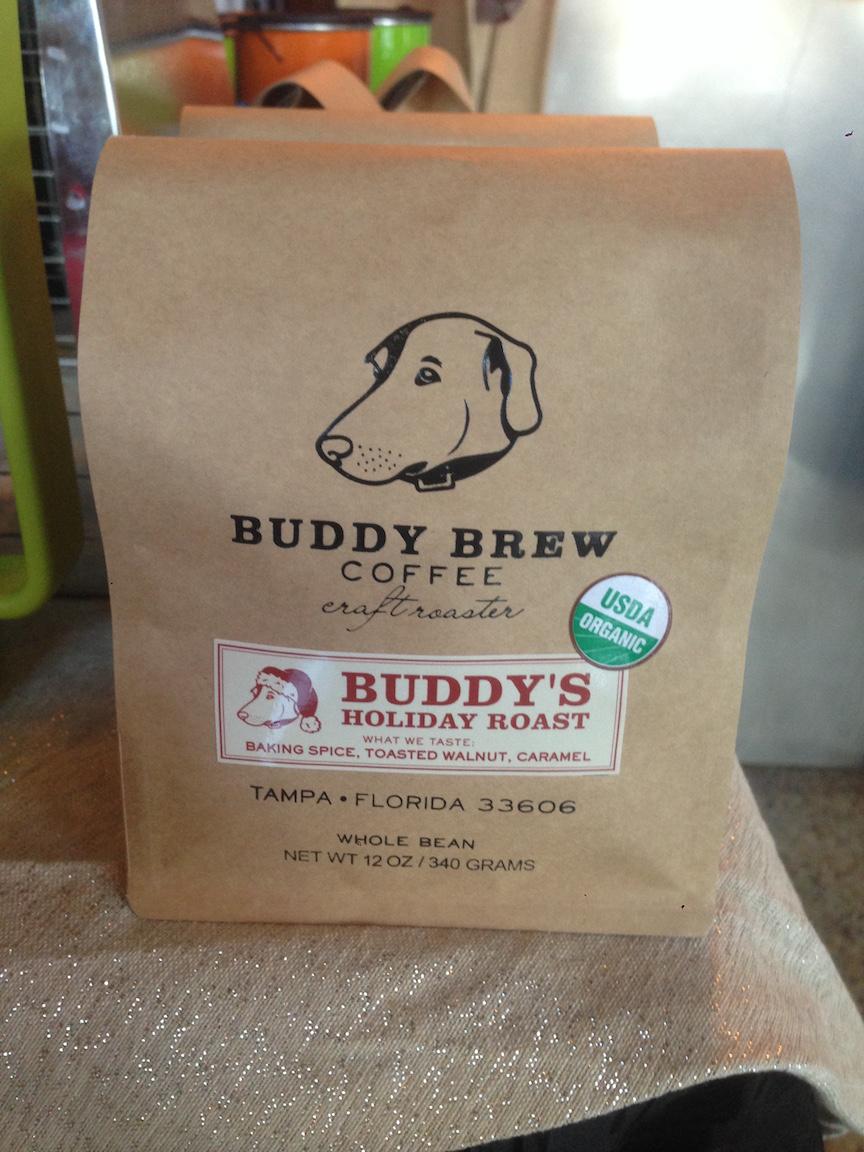 BUDDY BREW
COFFEE
craft roaster
USDA
ORGANIC
BUDDY'S
HOLIDAY ROAST
WHAT WE TASTE:
BAKING SPICE, TOASTED WALNUT, CARAMEL
TAMPA • FLORIDA 33606
WHOLE BEAN
NET WT 12 OZ / 340 GRAMS